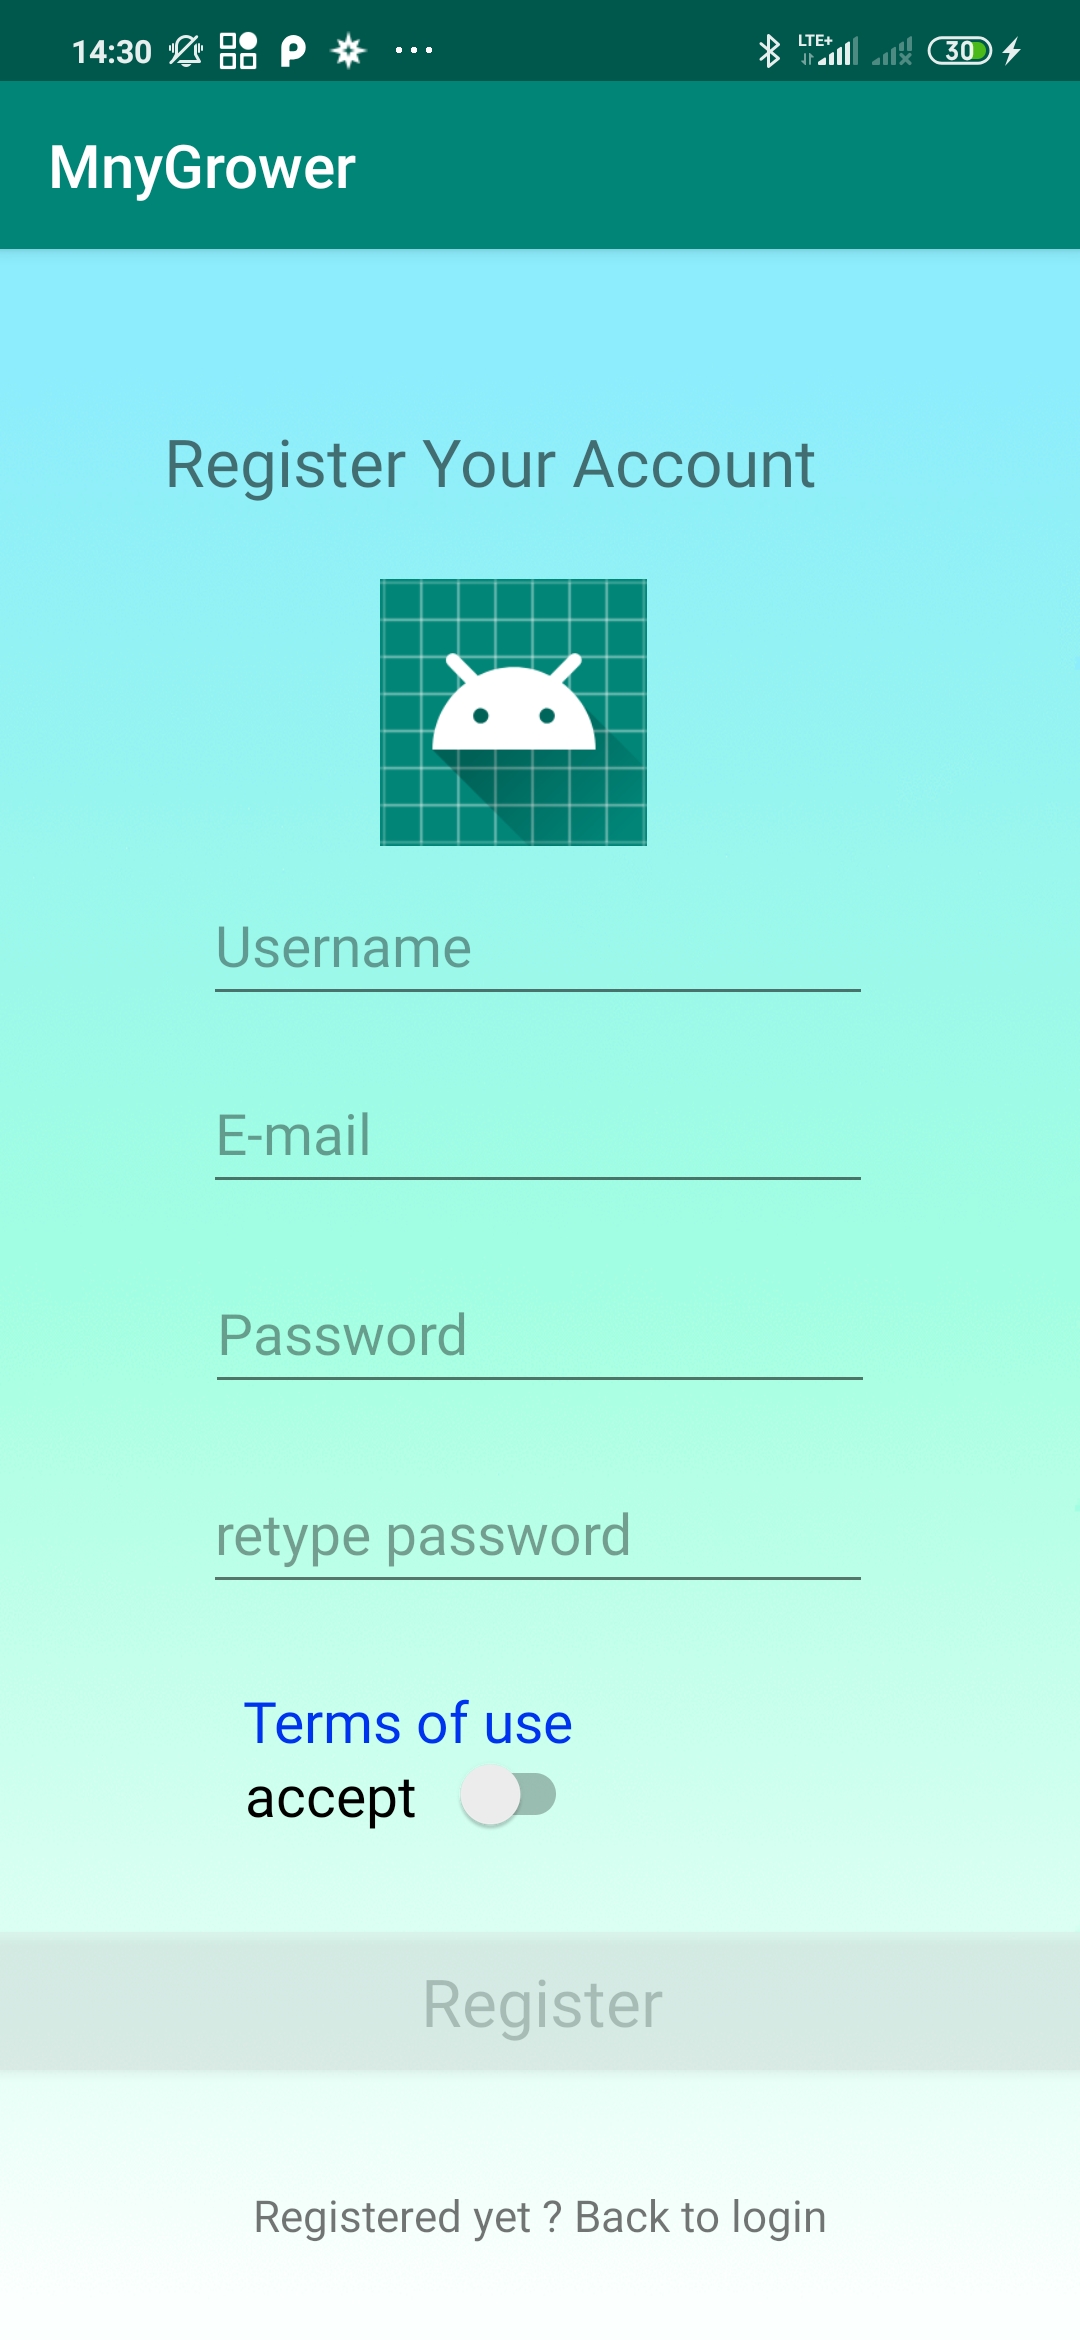 14:30 LTE+ 30
MnyGrower
Register Your Account
Username
E-mail
Password
retype password
Terms of use
accept
Register
Registered yet ? Back to login